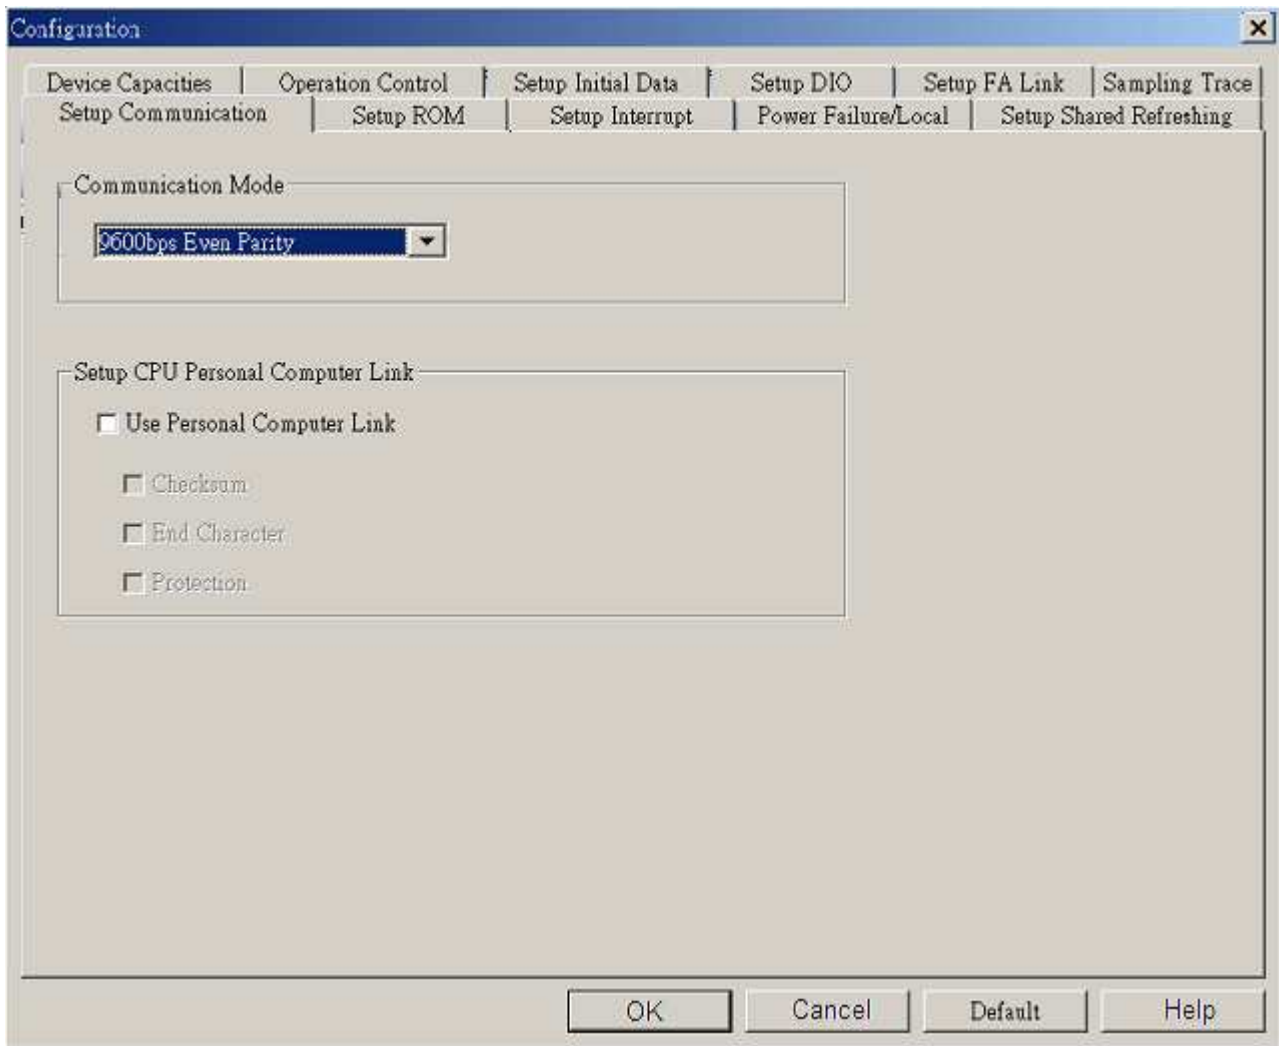 Configuration
Device Capacities Operation Control Setup Initial Data Setup DIO Setup FA Link Sampling Trace
Setup Communication Setup ROM Setup Interrupt Power Failure/Local Setup Shared Refreshing
Communication Mode
9600bps Even Parity
Setup CPU Personal Computer Link
Use Personal Computer Link
Checksum
End Character
Protection
OK Cancel Default Help